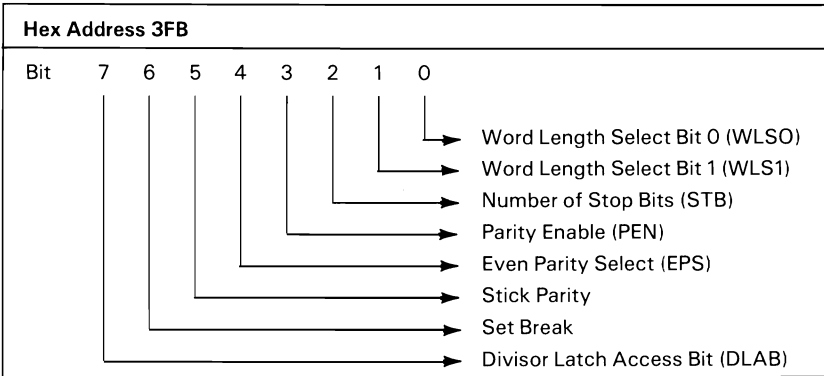 Hex Address 3FB
Bit 7 6 5 4 3 2 1 0
Word Length Select Bit 0 (WLSO)
Word Length Select Bit 1 (WLS1)
Number of Stop Bits (STB)
Parity Enable (PEN)
Even Parity Select (EPS)
Stick Parity
Set Break
Divisor Latch Access Bit (DLAB)